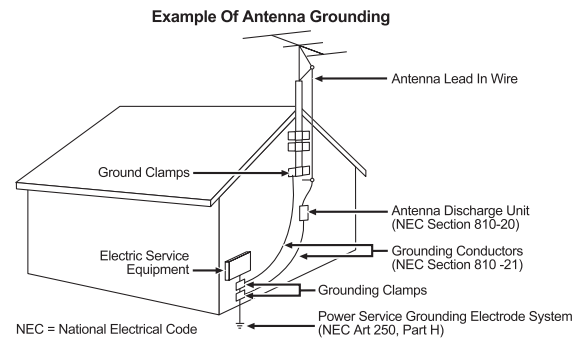 Example Of Antenna Grounding
Antenna Lead In Wire
Ground Clamps
Antenna Discharge Unit
(NEC Section 810-20)
Electric Service
Equipment
Grounding Conductors
(NEC Section 810 -21)
Grounding Clamps
Power Service Grounding Electrode System
(NEC Art 250, Part H)
NEC = National Electrical Code